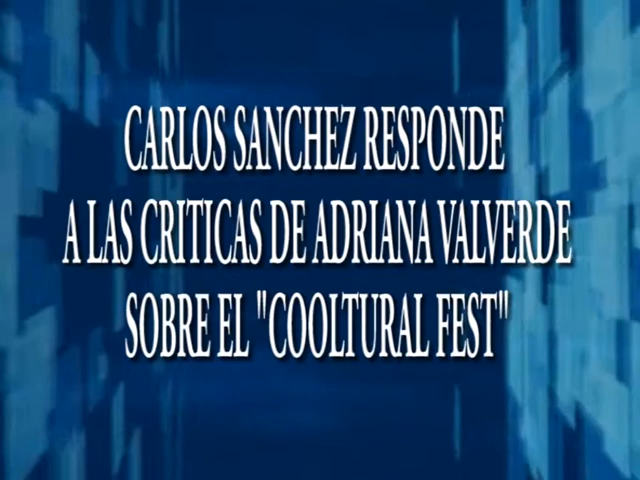 CARLOS SANCHEZ RESPONDE
A LAS CRITICAS DE ADRIANA VALVERDE
SOBRE EL "COOLTURAL FEST"